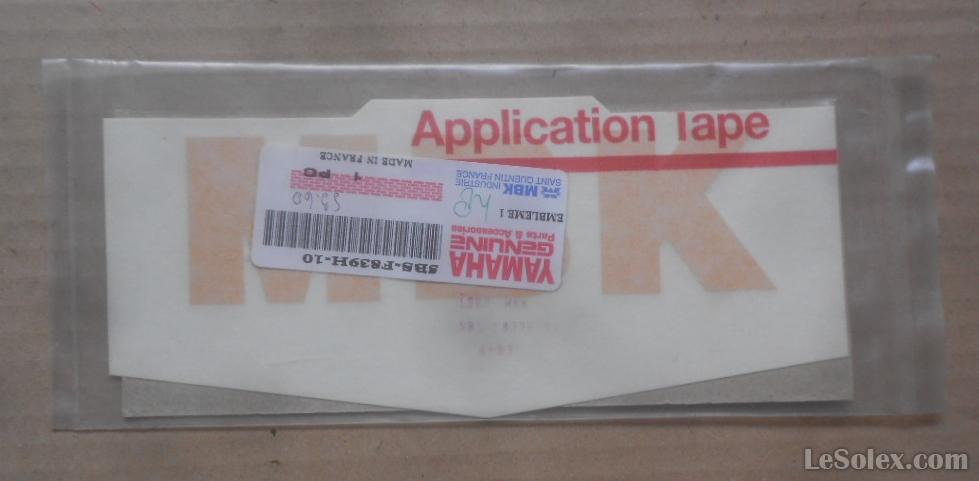 Application Tape
MBK
YAMAHA
GENUINE
Parts & Accessories
5BS-F839H-10
EMBLEME 1
MBK INDUSTRIE
SAINT QUENTIN FRANCE
1 PC
MADE IN FRANCE
LeSolex.com